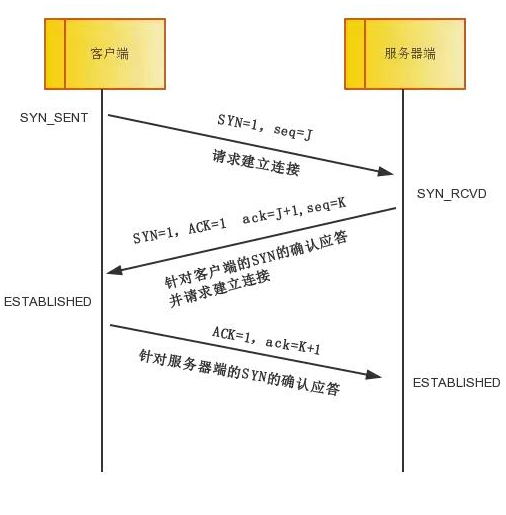 客户端
服务器端
SYN_SENT
SYN=1, seq=J
请求建立连接
SYN_RCVD
SYN=1, ACK=1 ack=J+1,seq=K
针对客户端的SYN的确认应答
并请求建立连接
ESTABLISHED
ACK=1, ack=K+1
针对服务器端的SYN的确认应答
ESTABLISHED